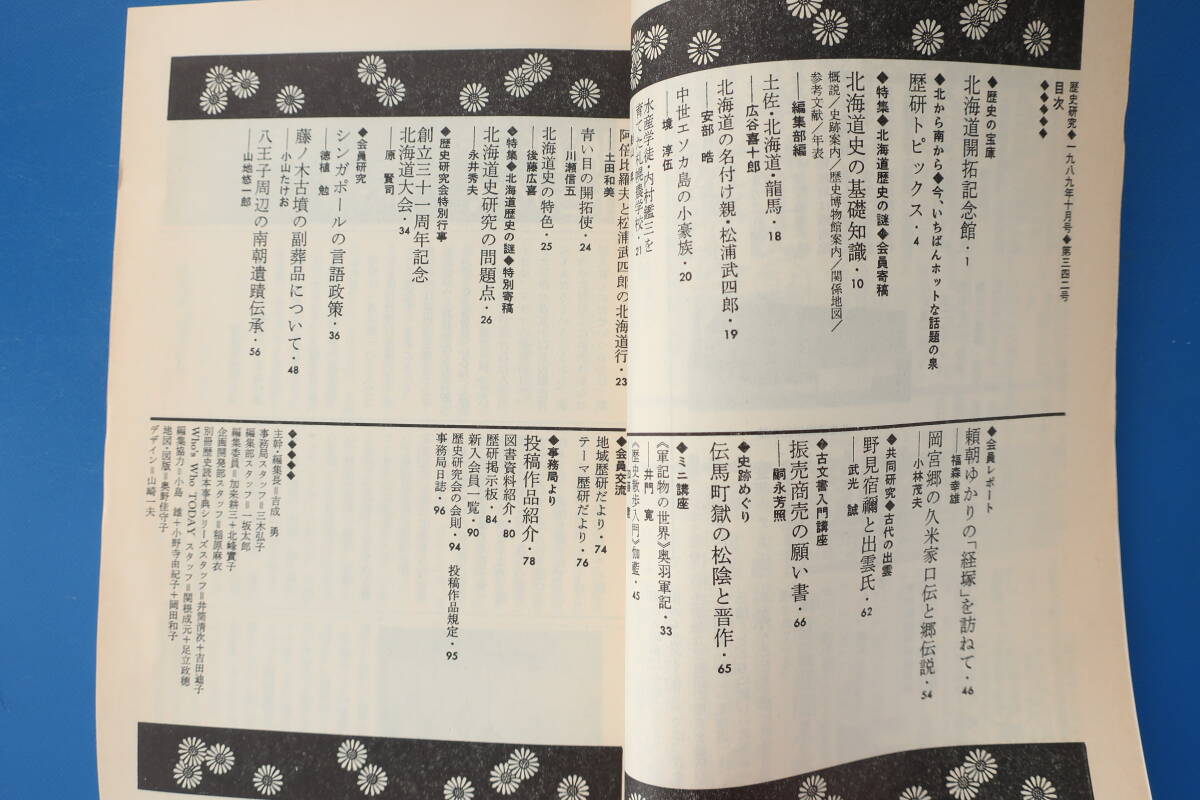 歴史研究◆一九八九年十月号◆第三四二号
目次
◆◆◆◆◆
◆歴史の宝庫
北海道開拓記念館・1
◆北から南から◆今、いちばんホットな話題の泉
歴研トピックス・4
◆特集◆北海道歴史の謎◆会員寄稿
北海道史の基礎知識・10
概説／史跡案内／歴史博物館案内／関係地図／
参考文献／年表
――編集部編
土佐・北海道・龍馬・18
――広谷喜十郎
北海道の名付け親・松浦武四郎・19
――安部 晧
中世エソカ島の小豪族・20
――境 淳伍
水産学徒・内村鑑三を
育くた札幌農学校・21
阿倍比羅夫と松浦武四郎の北海道行・23
――土田和美
青い目の開拓使・24
――川瀬信五
北海道史の特色・25
――後藤広喜
◆特集◆北海道歴史の謎◆特別寄稿
北海道史研究の問題点・26
――永井秀夫
◆歴史研究会特別行事
創立三十一周年記念
北海道大会・34
――原 賢司
◆会員研究
シンガポールの言語政策・36
――徳植 勉
藤ノ木古墳の副葬品について・48
――小山たけお
八王子周辺の南朝遺蹟伝承・56
――山地悠一郎
◆会員レポート
頼朝ゆかりの「経塚」を訪ねて・46
――福森幸雄
岡宮郷の久米家口伝と郷伝説・54
――小林茂夫
◆共同研究◆古代の出雲
野見宿禰と出雲氏・62
――武光 誠
古文書入門講座
振売商売の願い書・66
――嗣永芳照
◆史跡めぐり
伝馬町獄の松陰と晋作・65
◆ミニ講座
《軍記物の世界》奥羽軍記・33
――井門 寛
《歴史散歩入門》伽藍・45
◆会員交流
地域歴研だより・74
テーマ歴研だより・76
◆事務局より
投稿作品紹介・78
図書資料紹介・80
歴研掲示板・84
新入会員一覧・90
歴史研究会の会則・94 投稿作品規定・95
事務局日誌・96
◆◆◆◆◆
主幹・編集長＝吉成 勇
事務局スタッフ＝三木弘子
編集部スタッフ＝一坂太郎
編集委員＝加来耕三＋北峰實子
企画開発部スタッフ＝稲原麻衣
別冊歴史読本事典シリーズスタッフ＝井筒清次＋吉田迪子
Who's Who TODAY スタッフ＝関根成元＋足立政穂
編集協力＝小島 雄＋小野寺由紀子＋岡田和子
地図・図版＝奥野佳守子
デザイン＝山崎一夫